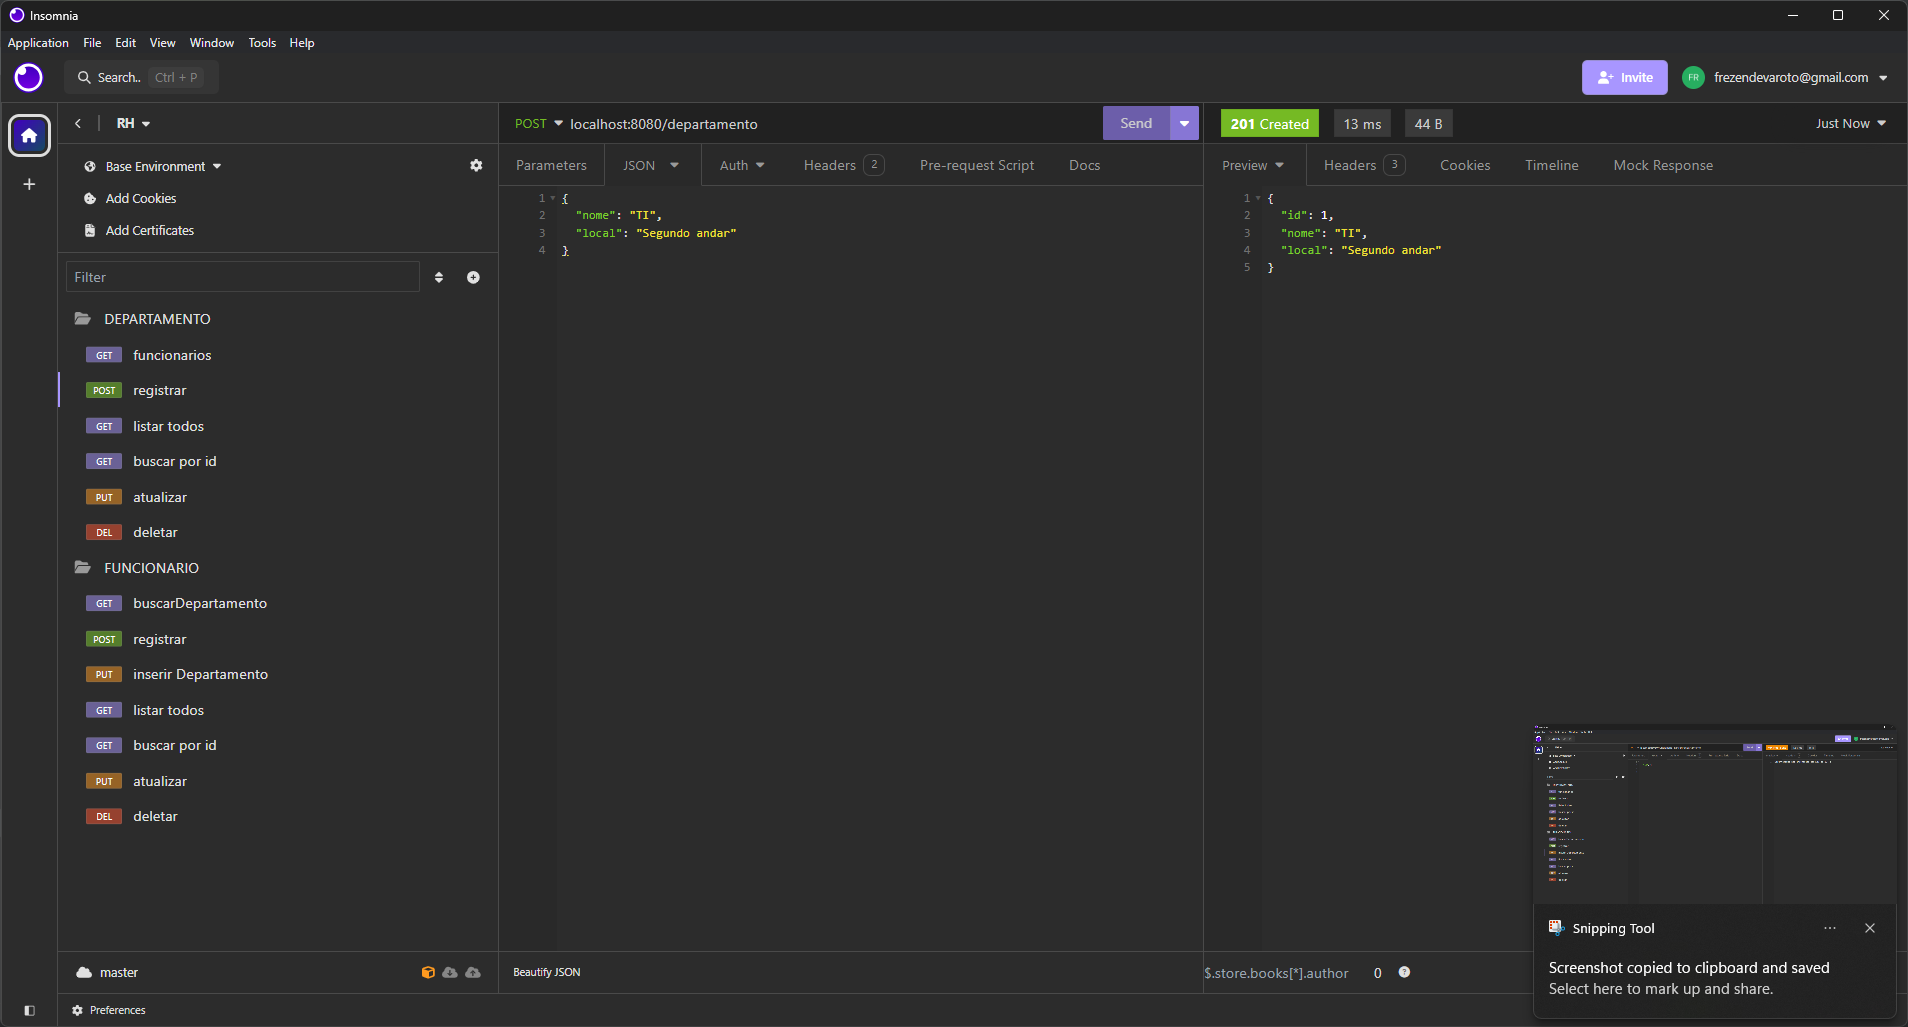 Insomnia
Application File Edit View Window Tools Help
Search.. Ctrl + P
Invite
FR frezendevaroto@gmail.com
RH
Base Environment
Add Cookies
Add Certificates
Filter
DEPARTAMENTO
GET funcionarios
POST registrar
GET listar todos
GET buscar por id
PUT atualizar
DEL deletar
FUNCIONARIO
GET buscarDepartamento
POST registrar
PUT inserir Departamento
GET listar todos
GET buscar por id
PUT atualizar
DEL deletar
master
Preferences
POST localhost:8080/departamento Send
Parameters JSON Auth Headers 2 Pre-request Script Docs
1 {
2 "nome": "TI",
3 "local": "Segundo andar"
4 }
Beautify JSON
201 Created 13 ms 44 B Just Now
Preview Headers 3 Cookies Timeline Mock Response
1 {
2 "id": 1,
3 "nome": "TI",
4 "local": "Segundo andar"
5 }
$.store.books[*].author 0
Snipping Tool
Screenshot copied to clipboard and saved
Select here to mark up and share.